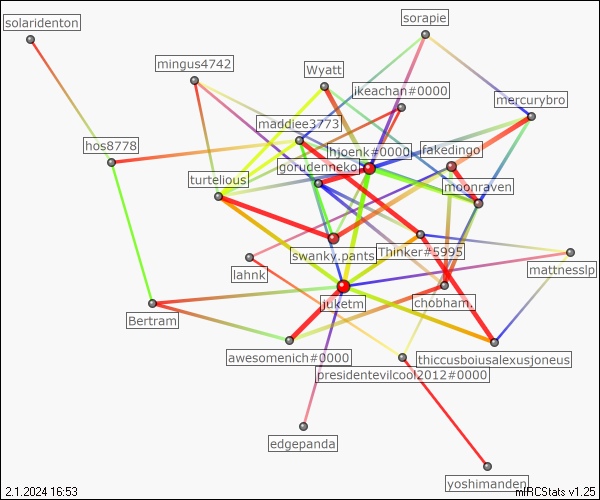 solaridenton
sorapie
mingus4742
Wyatt
ikeachan#0000
mercurybro
maddiee3773
hos8778
hjoenk#0000
fakedingo
gordenneko
turtelious
moonraven
swanky.pants
Thinker#5995
lahnk
mattnesslp
juketm
chobham.
Bertram
awesomenich#0000
thiccusboiusalexusjoneus
presidentevilcool2012#0000
edgepanda
yoshimanden
2.1.2024 16:53
mIRCStats v1.25